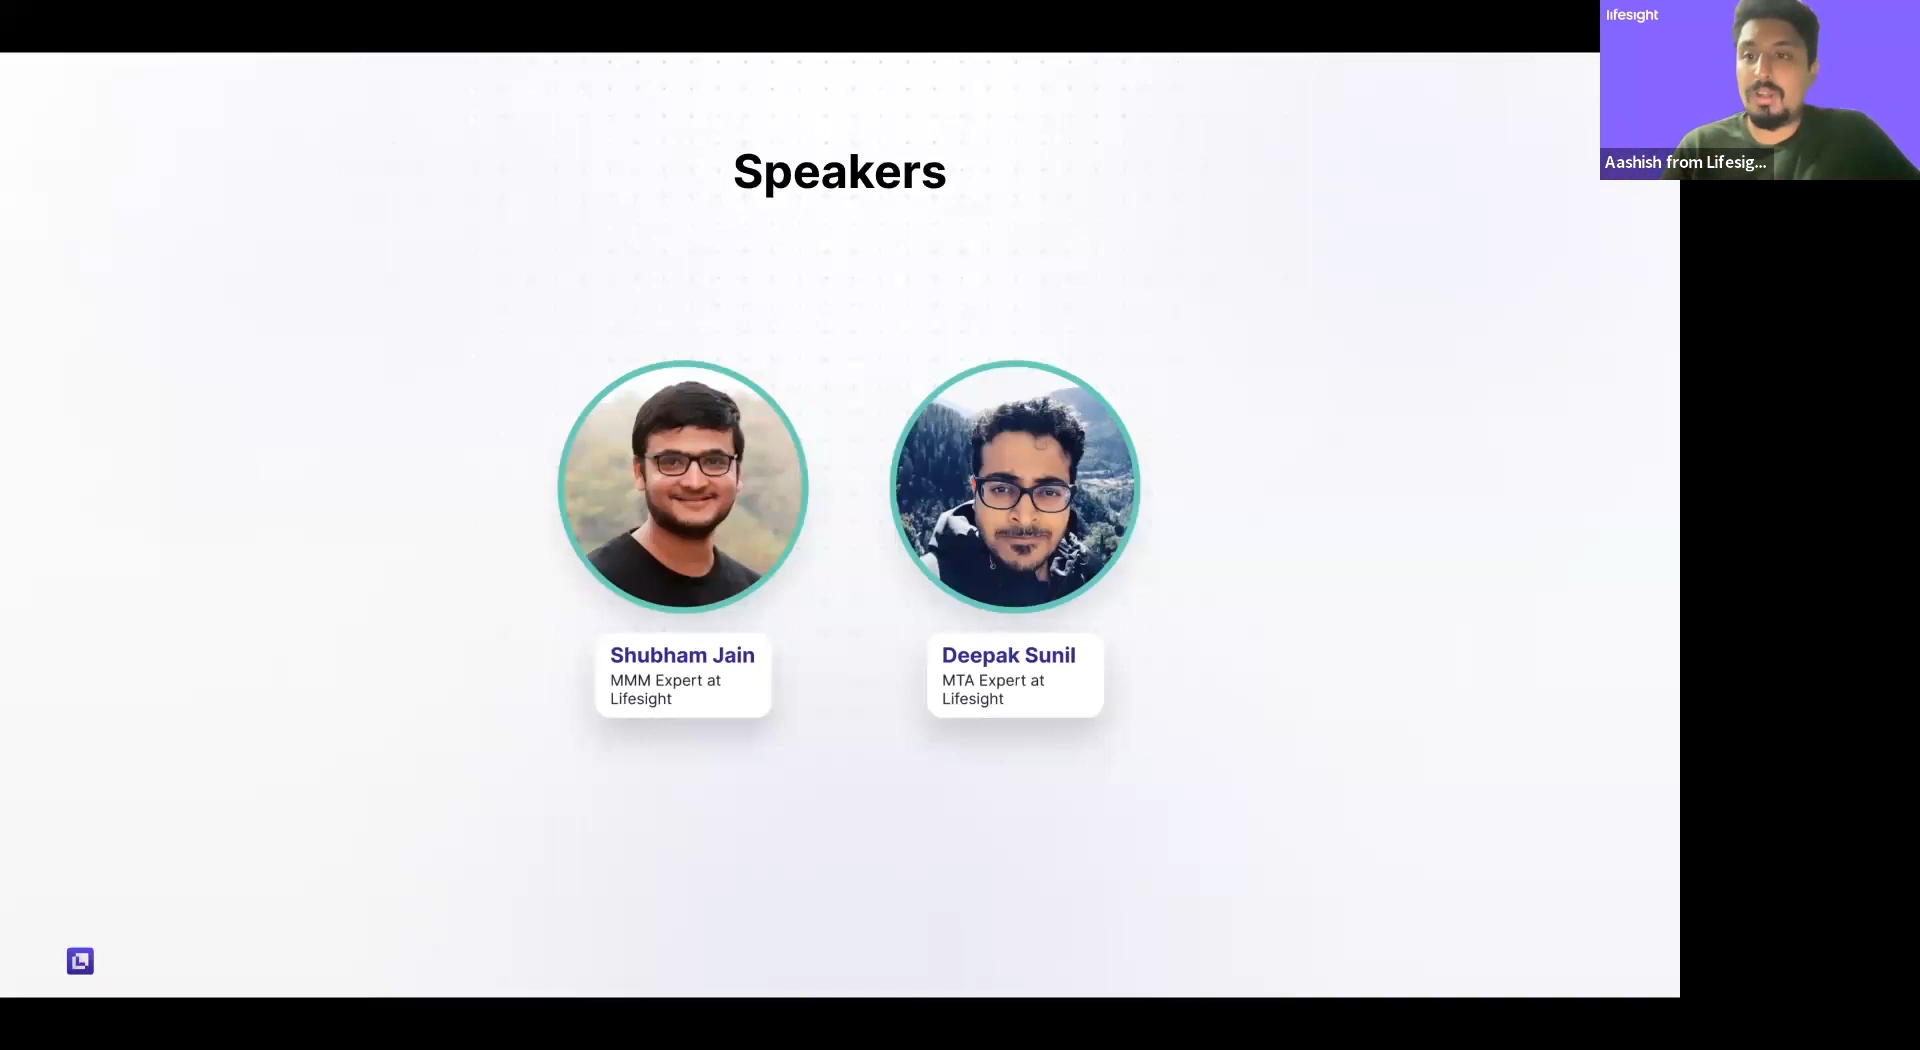 lifesight
Aashish from Lifesig...
Speakers
Shubham Jain
MMM Expert at
Lifesight
Deepak Sunil
MTA Expert at
Lifesight